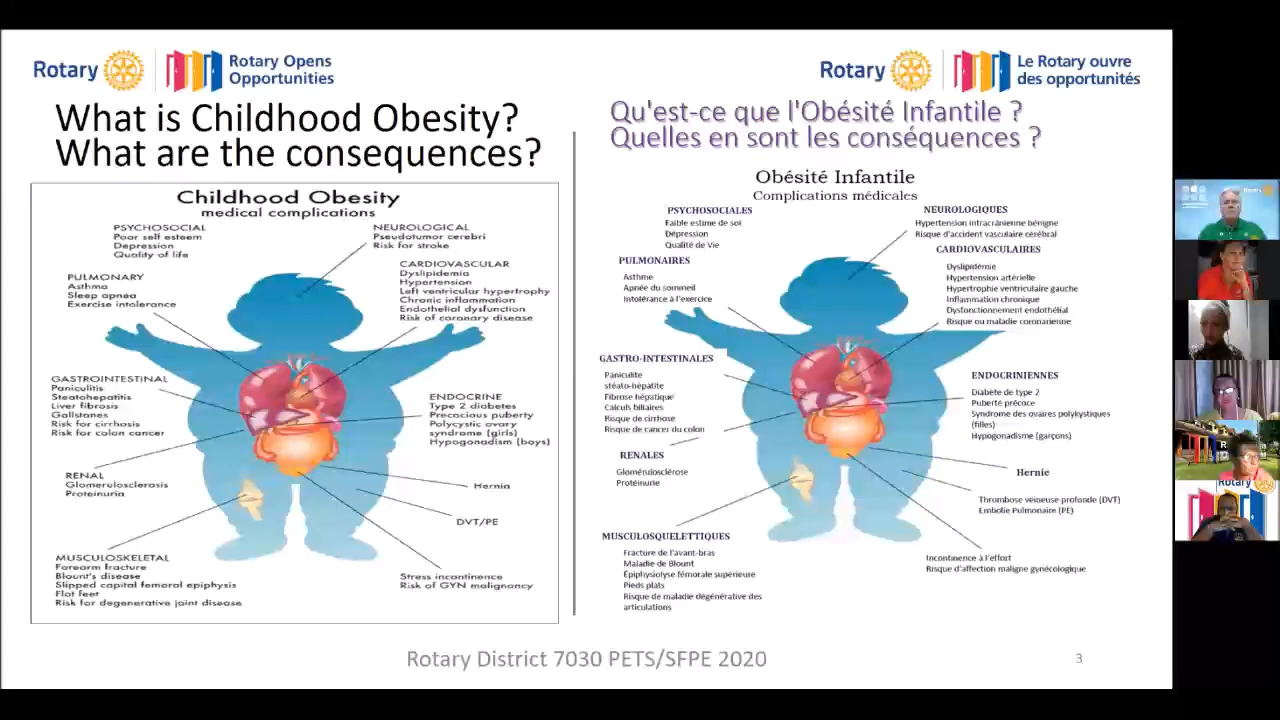 Rotary
Rotary Opens
Opportunities
Rotary
Le Rotary ouvre
des opportunités
What is Childhood Obesity?
What are the consequences?
Childhood Obesity
medical complications
PSYCHOSOCIAL
Poor self esteem
Depression
Quality of life
NEUROLOGICAL
Pseudotumor cerebri
Risk for stroke
PULMONARY
Asthma
Sleep apnea
Exercise intolerance
CARDIOVASCULAR
Dyslipidemia
Hypertension
Left ventricular hypertrophy
Chronic inflammation
Endothelial dysfunction
Risk of coronary disease
GASTROINTESTINAL
Paniculitis
Steatohepatitis
Liver fibrosis
Gallstanes
Risk for cirrhosis
Risk for colon cancer
ENDOCRINE
Type 2 diabetes
Precacious puberty
Polycystic ovary
syndrome (girls)
Hypogonadism (boys)
RENAL
Glomerulosclerosis
Proteinuria
Hernia
DVT/PE
MUSCULOSKELETAL
Forearm fracture
Blount's disease
Slipped capital femoral epiphysis
Flat feet
Risk for degenerative joint disease
Stress incontinence
Risk of GYN malignancy
Qu'est-ce que l'Obésité Infantile ?
Quelles en sont les conséquences ?
Obésité Infantile
Complications médicales
PSYCHOSOCIALES
Faible estime de soi
Dépression
Qualité de Vie
NEUROLOGIQUES
Hypertension intracrânienne bénigne
Risque d'accident vasculaire cérébral
PULMONAIRES
Asthme
Apnée du sommeil
Intolérance à l'exercice
CARDIOVASCULAIRES
Dyslipidémie
Hypertension artérielle
Hypertrophie ventriculaire gauche
Inflammation chronique
Dysfonctionnement endothélial
Risque ou maladie coronarienne
GASTRO-INTESTINALES
Paniculite
stéato-hépatite
Fibrose hépatique
Calculs biliaires
Risque de cirrhose
Risque de cancer du colon
ENDOCRINIENNES
Diabète de type 2
Puberté précoce
Syndrome des ovaires polykystiques
(filles)
Hypogonadisme (garçons)
RENALES
Glomérulosclérose
Protéinurie
Hernie
Thrombose veineuse profonde (DVT)
Embolie Pulmonaire (PE)
MUSCULOSQUELETTIQUES
Fracture de l'avant-bras
Maladie de Blount
Épiphysiolyse fémorale supérieure
Pieds plats
Risque de maladie dégénérative des
articulations
Incontinence à l'effort
Risque d'affection maligne gynécologique
Rotary District 7030 PETS/SFPE 2020
3
Rotary